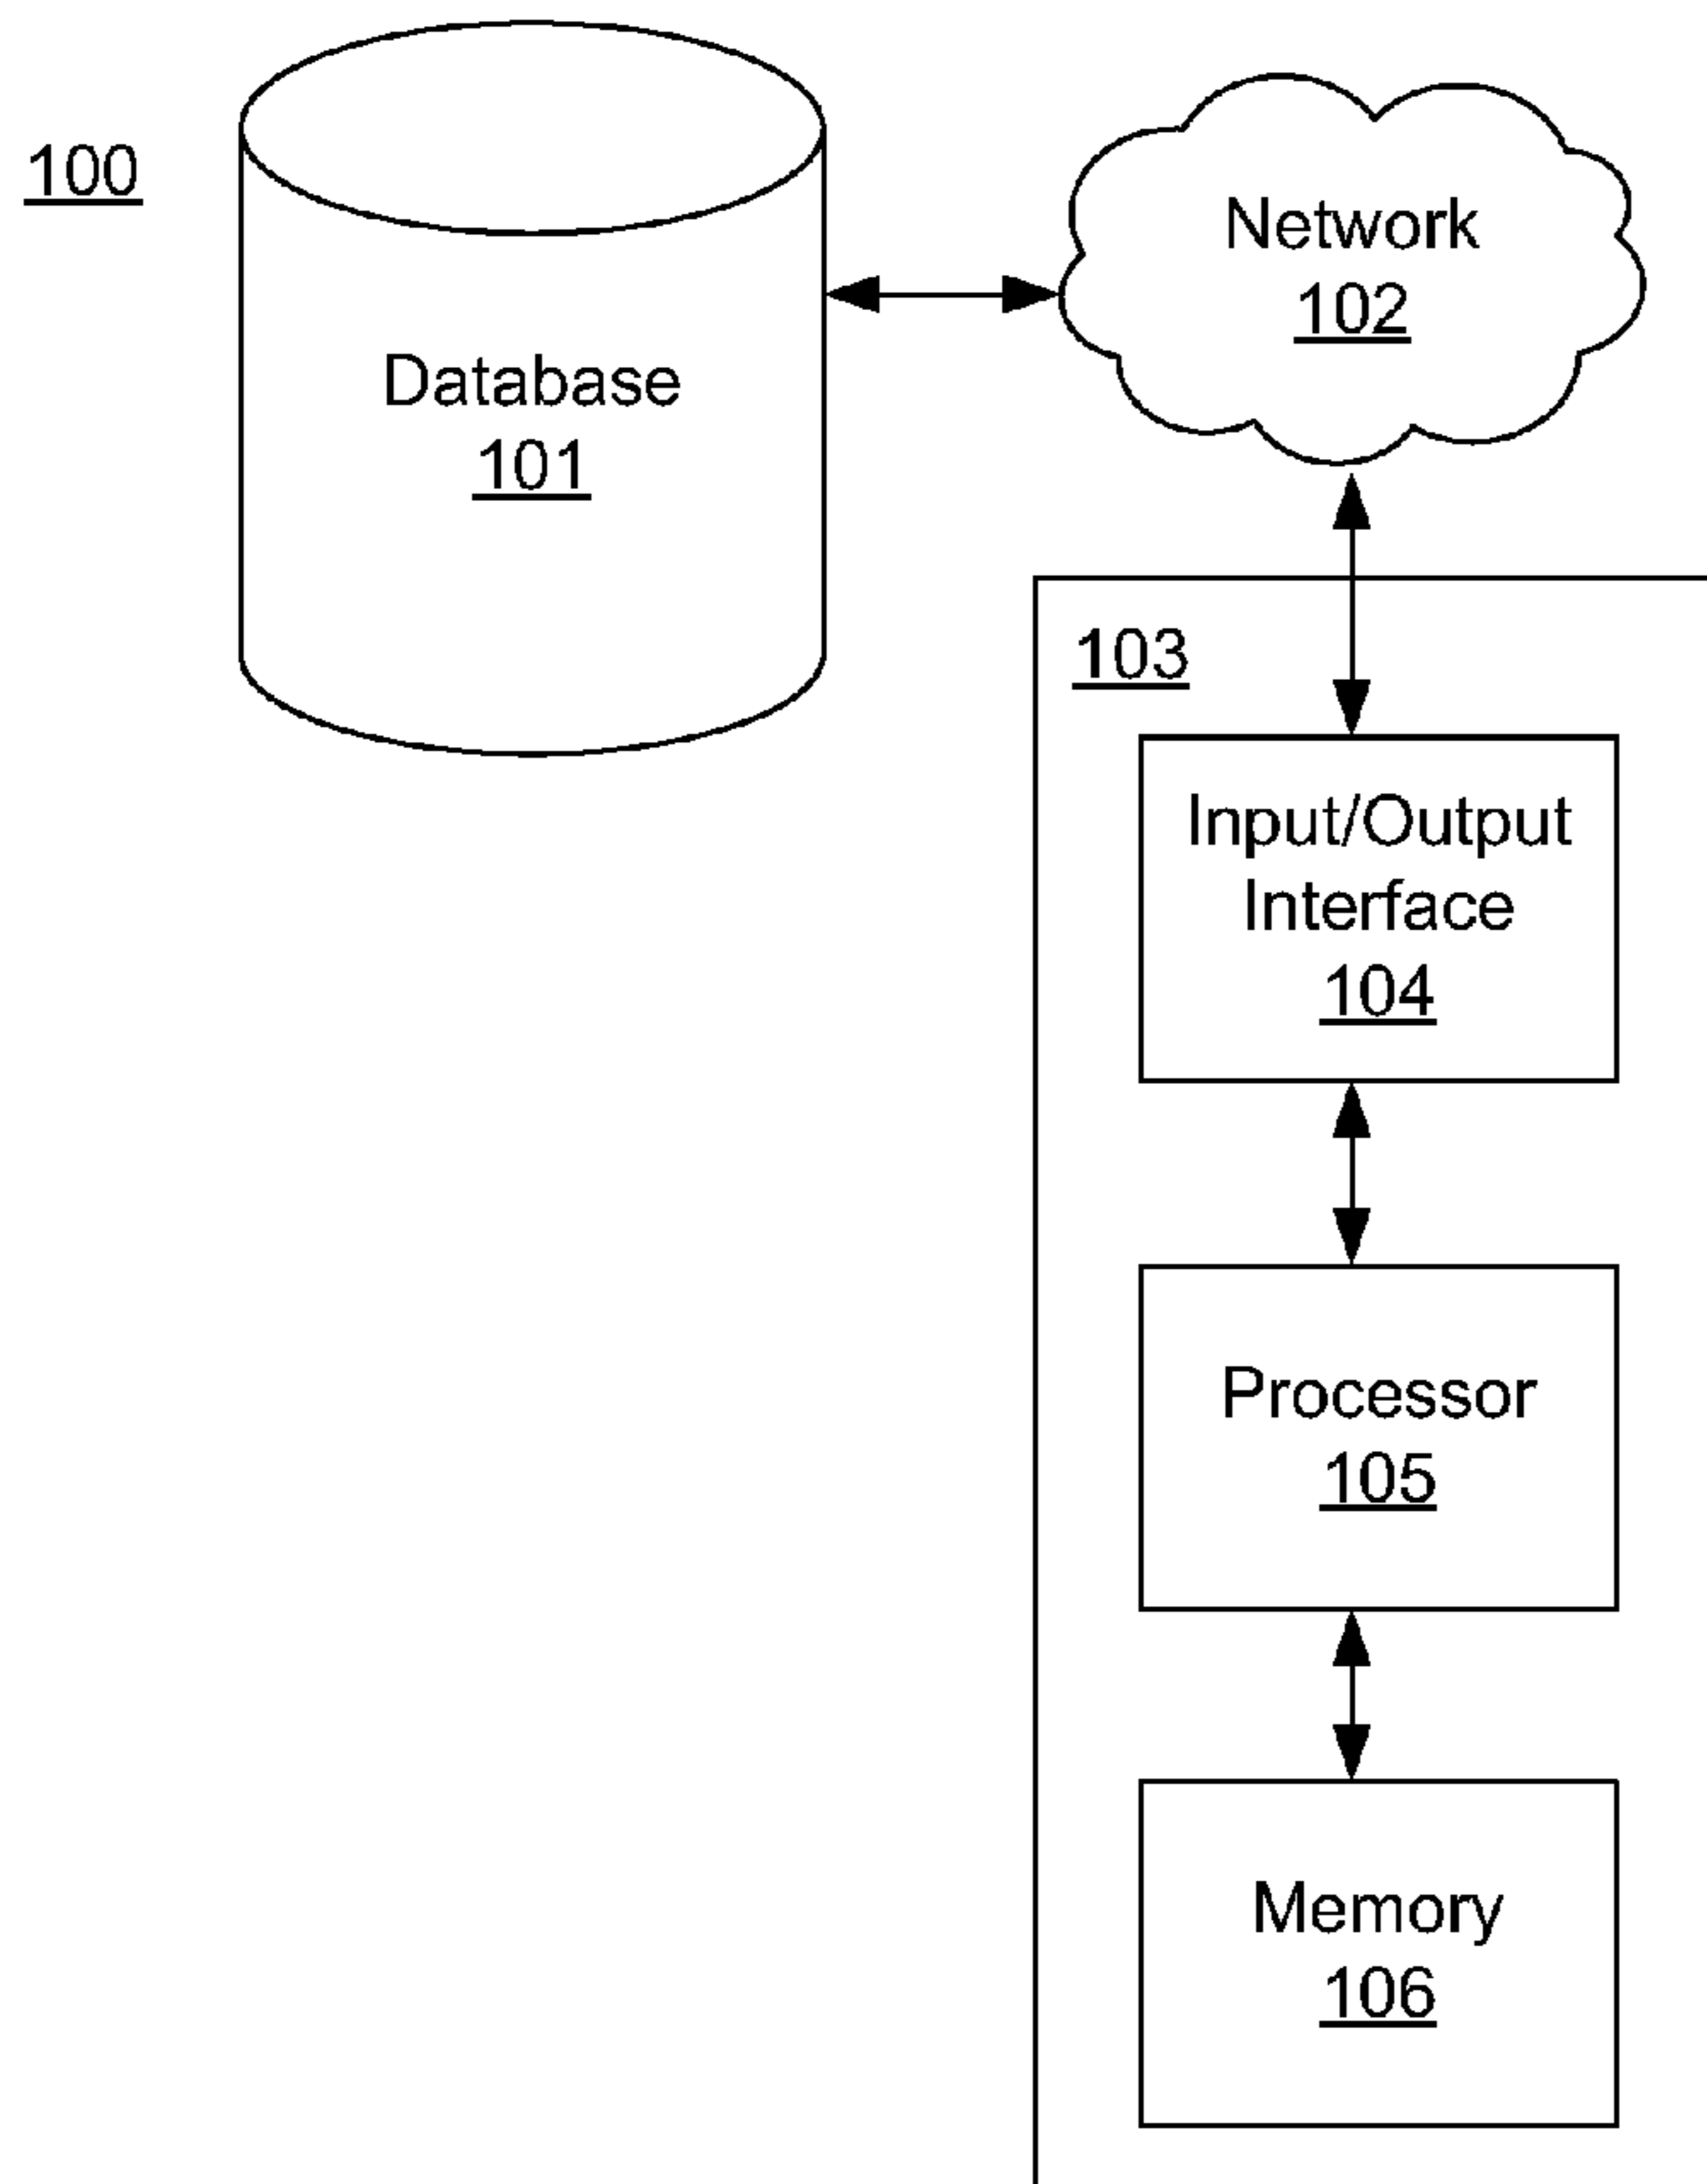 100
Database
101
Network
102
103
Input/Output
Interface
104
Processor
105
Memory
106